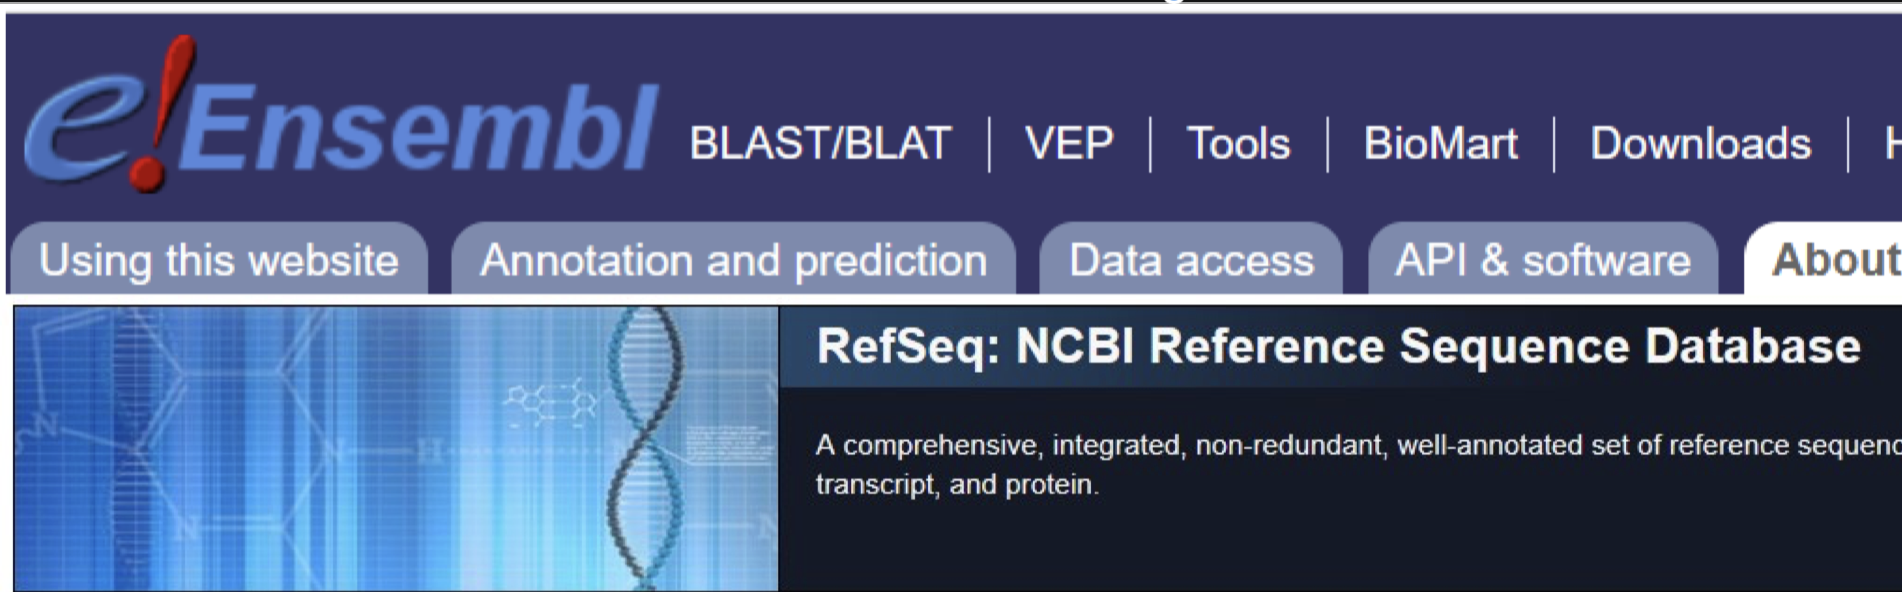 e!Ensembl BLAST/BLAT | VEP | Tools | BioMart | Downloads |
Using this website Annotation and prediction Data access API & software About
RefSeq: NCBI Reference Sequence Database
A comprehensive, integrated, non-redundant, well-annotated set of reference
transcript, and protein.